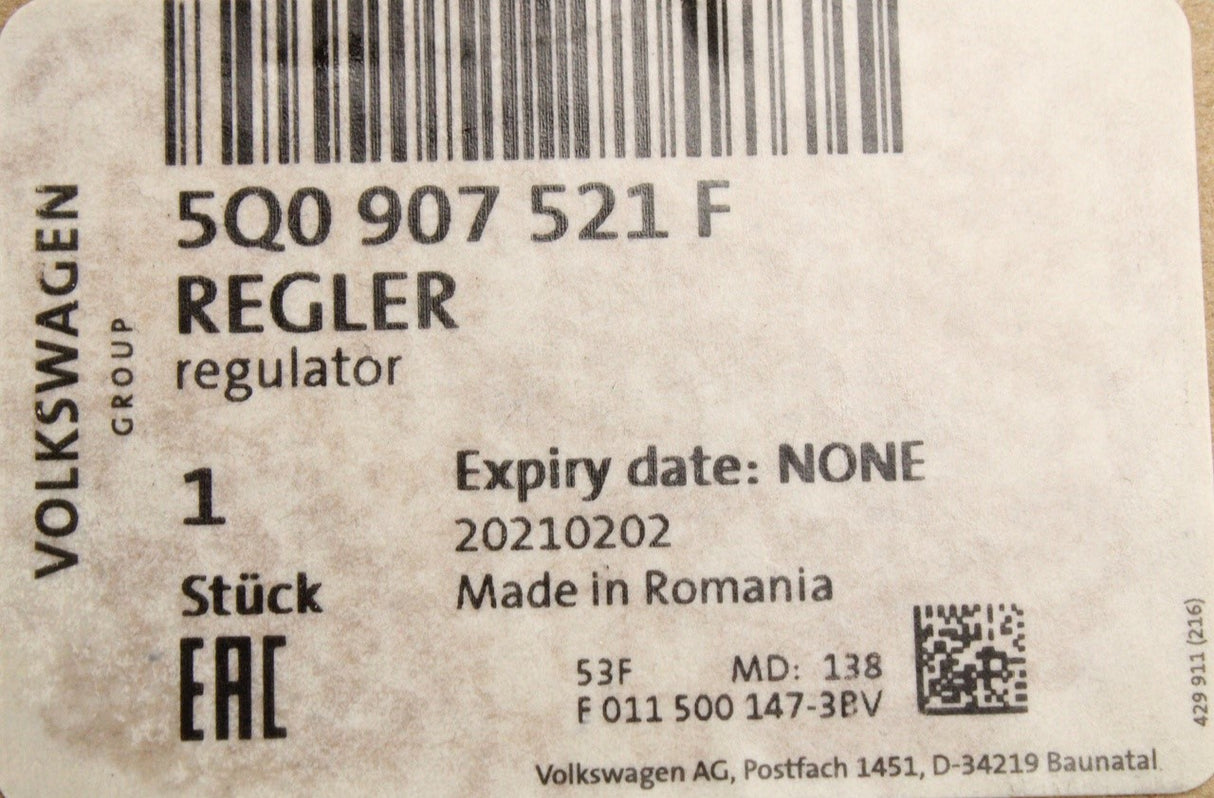 5Q0 907 521 F
REGLER
regulator
VOLKSWAGEN
GROUP
1
Stück
EAC
Expiry date: NONE
20210202
Made in Romania
53F MD: 138
F 011 500 147-3BV
Volkswagen AG, Postfach 1451, D-34219 Baunatal
429 911 (216)